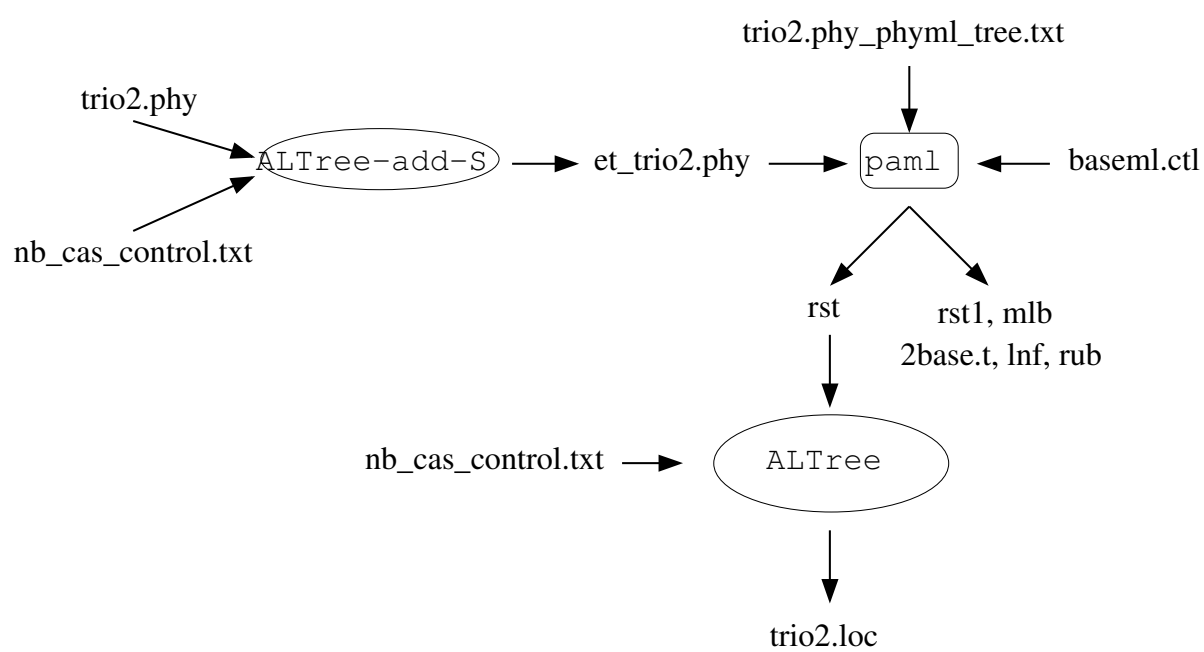 trio2.phy_phyml_tree.txt
trio2.phy
ALTree-add-S
et_trio2.phy
paml
baseml.ctl
nb_cas_control.txt
rst
rst1, mlb
2base.t, lnf, rub
nb_cas_control.txt
ALTree
trio2.loc